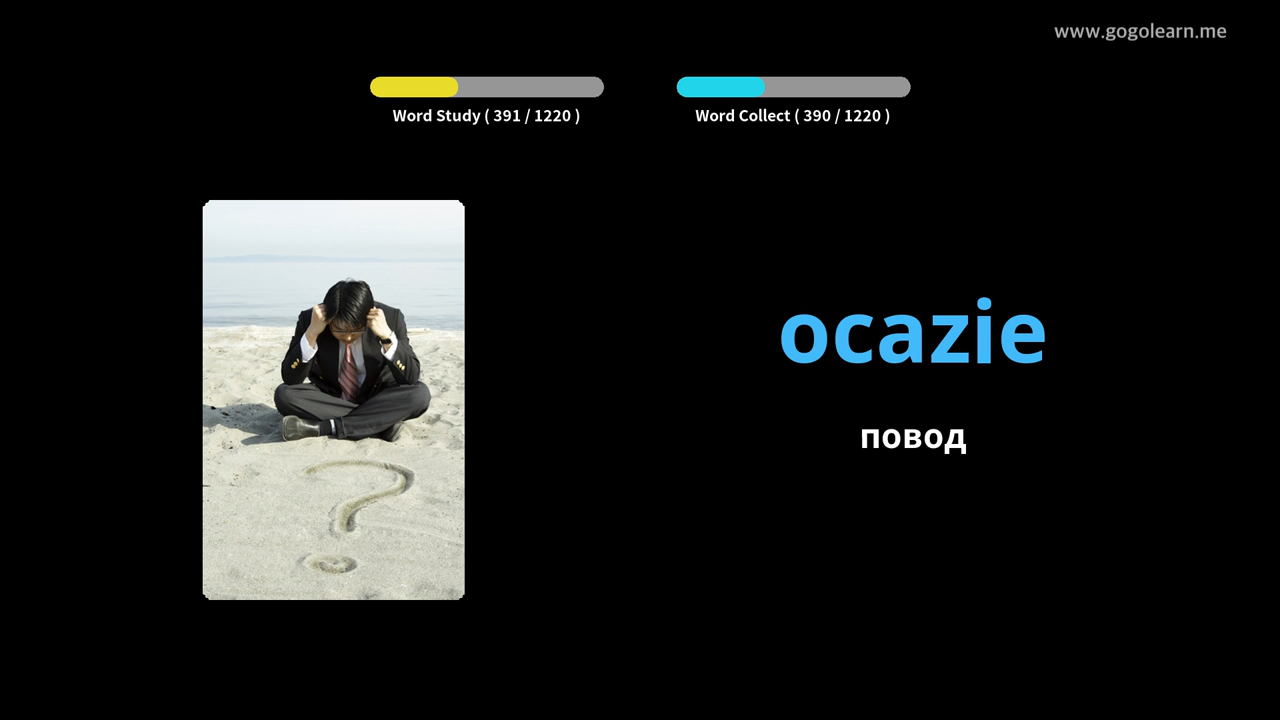 www.gogolearn.me
Word Study ( 391 / 1220 )
Word Collect ( 390 / 1220 )
ocazie
повод
?